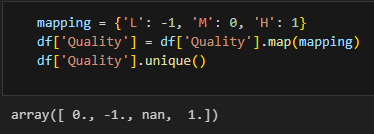 mapping = {'L': -1, 'M': 0, 'H': 1}
df['Quality'] = df['Quality'].map(mapping)
df['Quality'].unique()
array([ 0., -1., nan,  1.])